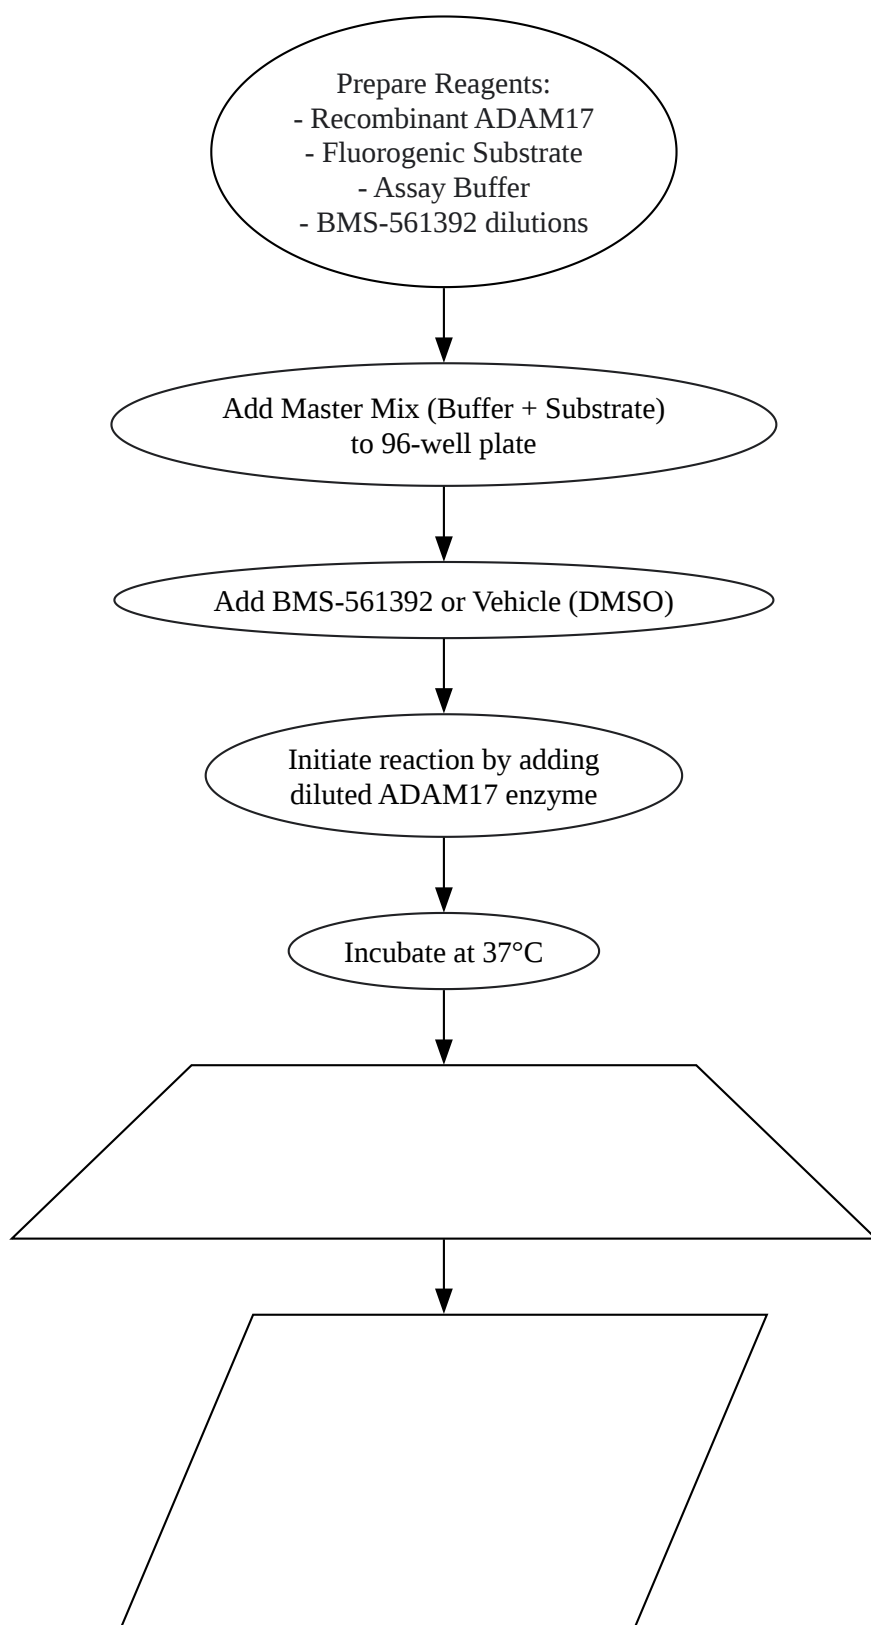 Prepare Reagents:
- Recombinant ADAM17
- Fluorogenic Substrate
- Assay Buffer
- BMS-561392 dilutions
Add Master Mix (Buffer + Substrate)
to 96-well plate
Add BMS-561392 or Vehicle (DMSO)
Initiate reaction by adding
diluted ADAM17 enzyme
Incubate at 37°C